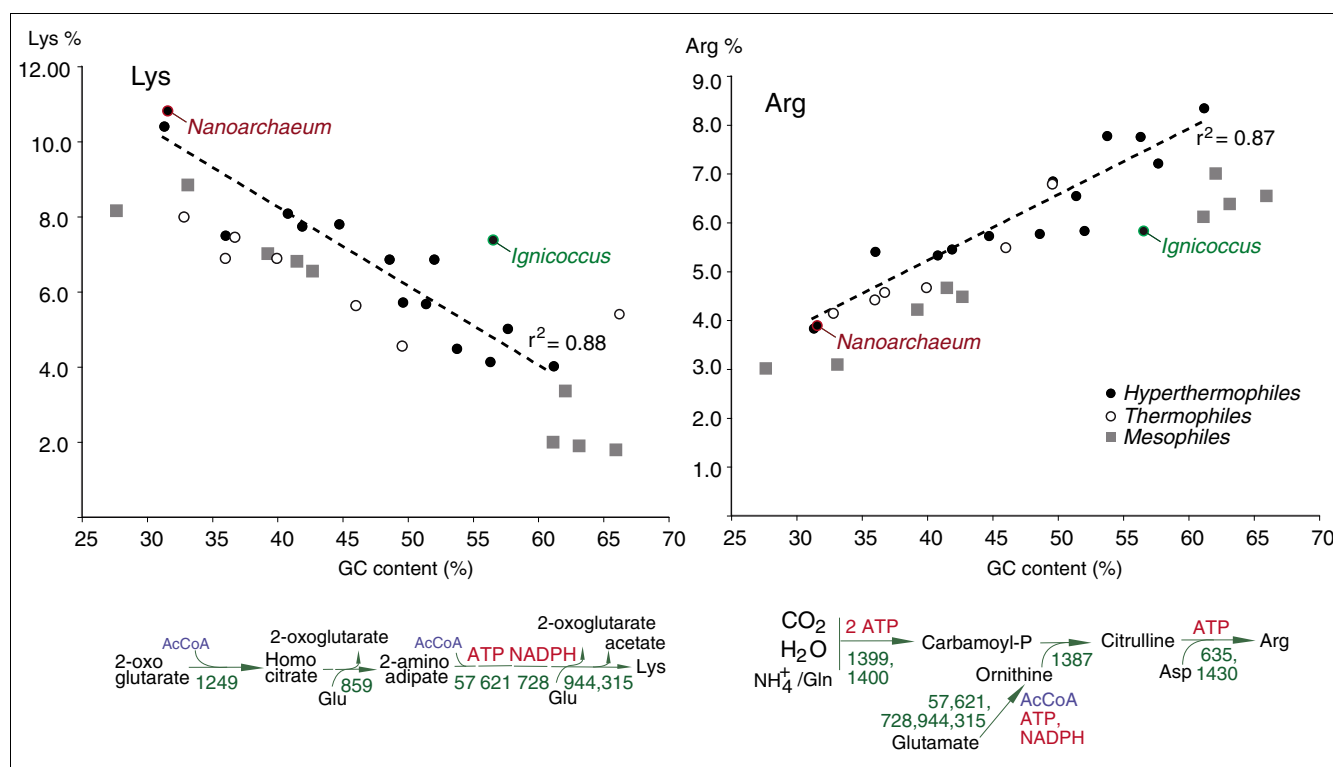 Lys %
12.00
10.0
8.0
6.0
4.0
2.0
Lys
Nanoarchaeum
Ignicoccus
r2 = 0.88
25 30 35 40 45 50 55 60 65 70
GC content (%)
Arg %
9.0
8.0
7.0
6.0
5.0
4.0
3.0
2.0
1.0
Arg
r2 = 0.87
Ignicoccus
Nanoarchaeum
Hyperthermophiles
Thermophiles
Mesophiles
25 30 35 40 45 50 55 60 65 70
GC content (%)
2-oxo
glutarate
AcCoA
1249
Homo
citrate
2-oxoglutarate
859
Glu
2-amino
adipate
AcCoA
ATP NADPH
57 621 728 944,315
Glu
2-oxoglutarate
acetate
Lys
CO2
H2O
NH4+ /Gln
2 ATP
1399,
1400
Carbamoyl-P
1387
Ornithine
Citrulline
ATP
635,
1430
Asp
Arg
57,621,
728,944,315
Glutamate
AcCoA
ATP,
NADPH